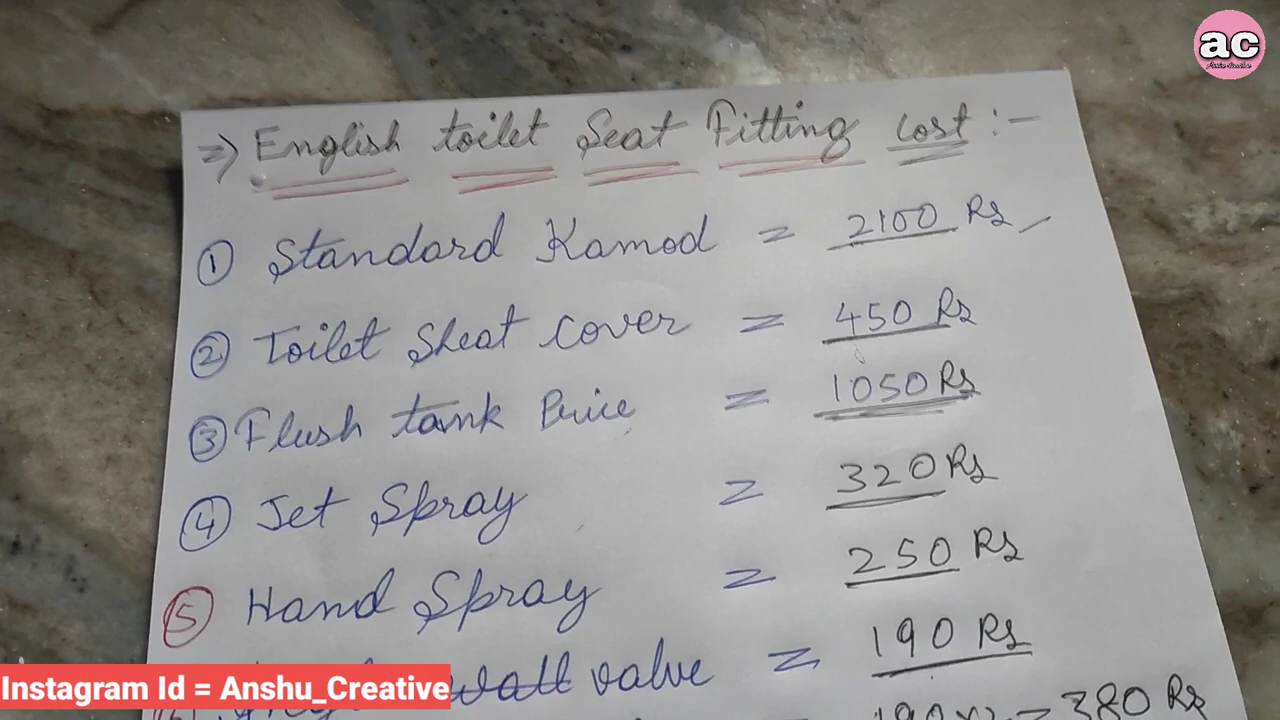 ac
⇒ English toilet Seat Fitting cost :-
① Standard Kamod = 2100 Rs
② Toilet Sheat cover = 450 Rs
③ Flush tank Price = 1050 Rs
④ Jet Spray = 320 Rs
⑤ Hand Spray = 250 Rs
valve = 190 Rs
190x2 = 380 Rs
Instagram Id = Anshu_Creative